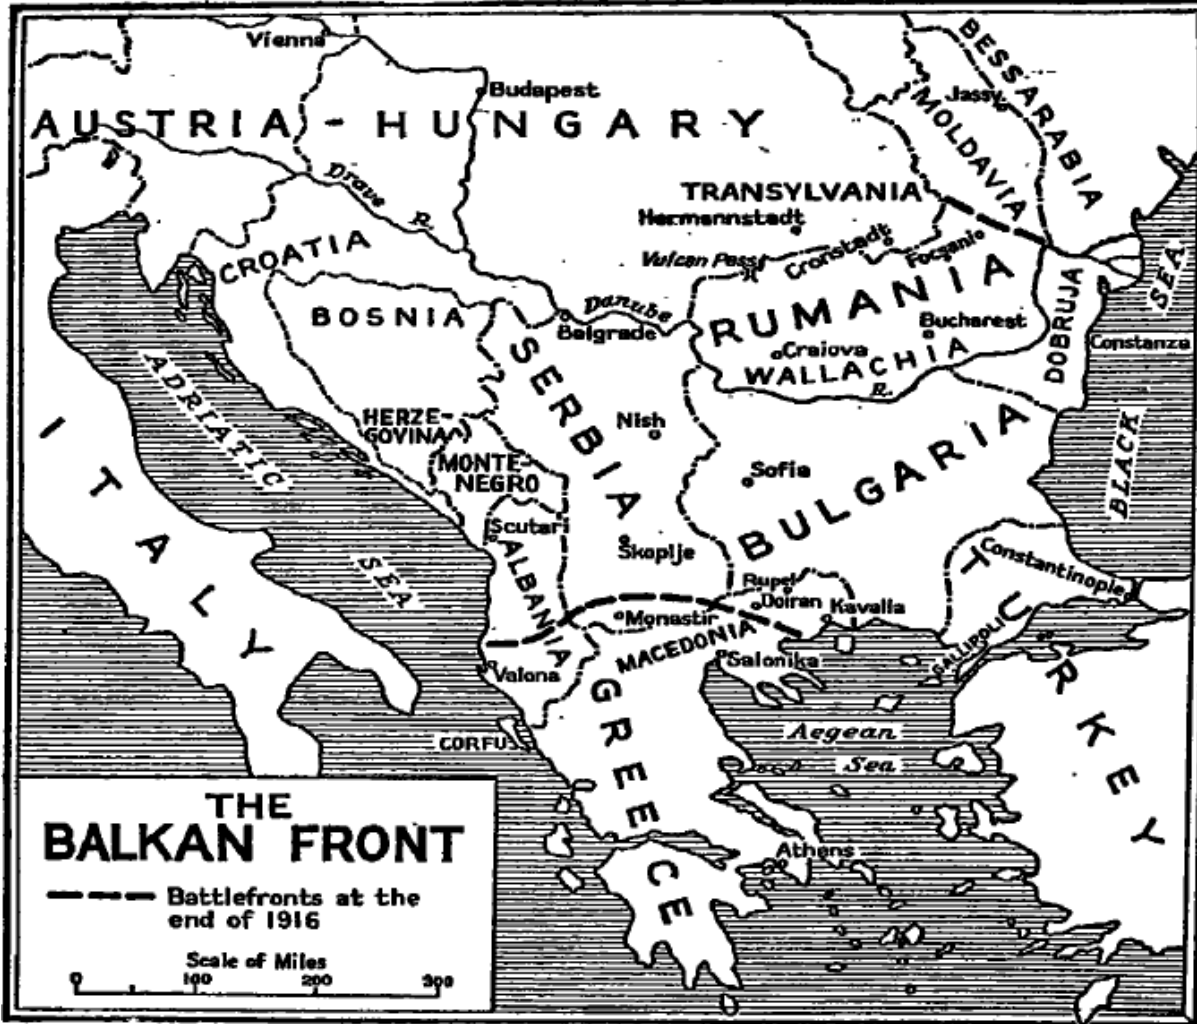 Vienna
Budapest
AUSTRIA - HUNGARY
BESSARABIA
Jassy
MOLDAVIA
Drave R.
TRANSYLVANIA
Hermannstadt
CROATIA
Vulcan Pass
Cronstadt
Focsani
BLACK SEA
BOSNIA
Danube R.
Belgrade
RUMANIA
Bucharest
DOBRUJA
Constanza
Craiova
WALLACHIA
ADRIATIC SEA
SERBIA
ITALY
HERZE-
GOVINA
Nish
MONTE-
NEGRO
Sofia
BULGARIA
Scutari
Skoplje
ALBANIA
Constantinople
TURKEY
Rupel
Doiran
Kavalla
Monastir
MACEDONIA
GALLIPOLI
Valona
Salonika
GREECE
CORFU
Aegean
Sea
Athens
THE
BALKAN FRONT
Battlefronts at the
end of 1916
Scale of Miles
0 100 200 300